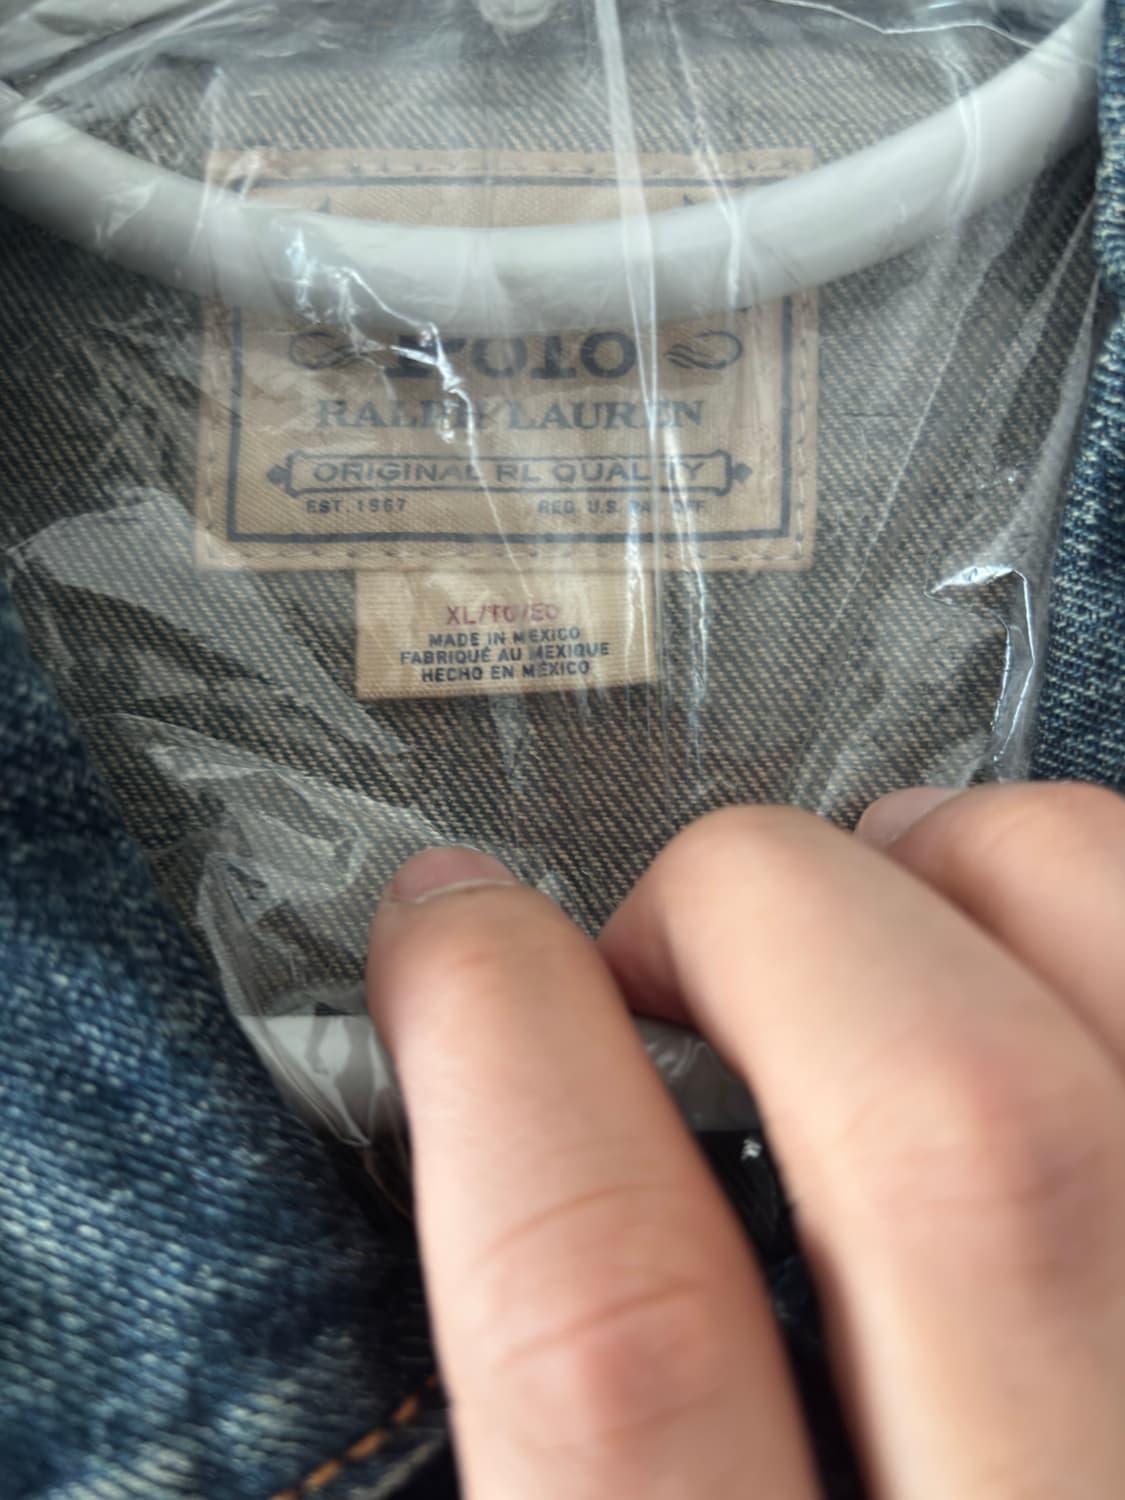 Polo
RALPH LAUREN
ORIGINAL RL QUALITY
EST. 1967 REG. U.S. PAT. OFF.
XL/TG/EG
MADE IN MEXICO
FABRIQUÉ AU MEXIQUE
HECHO EN MÉXICO